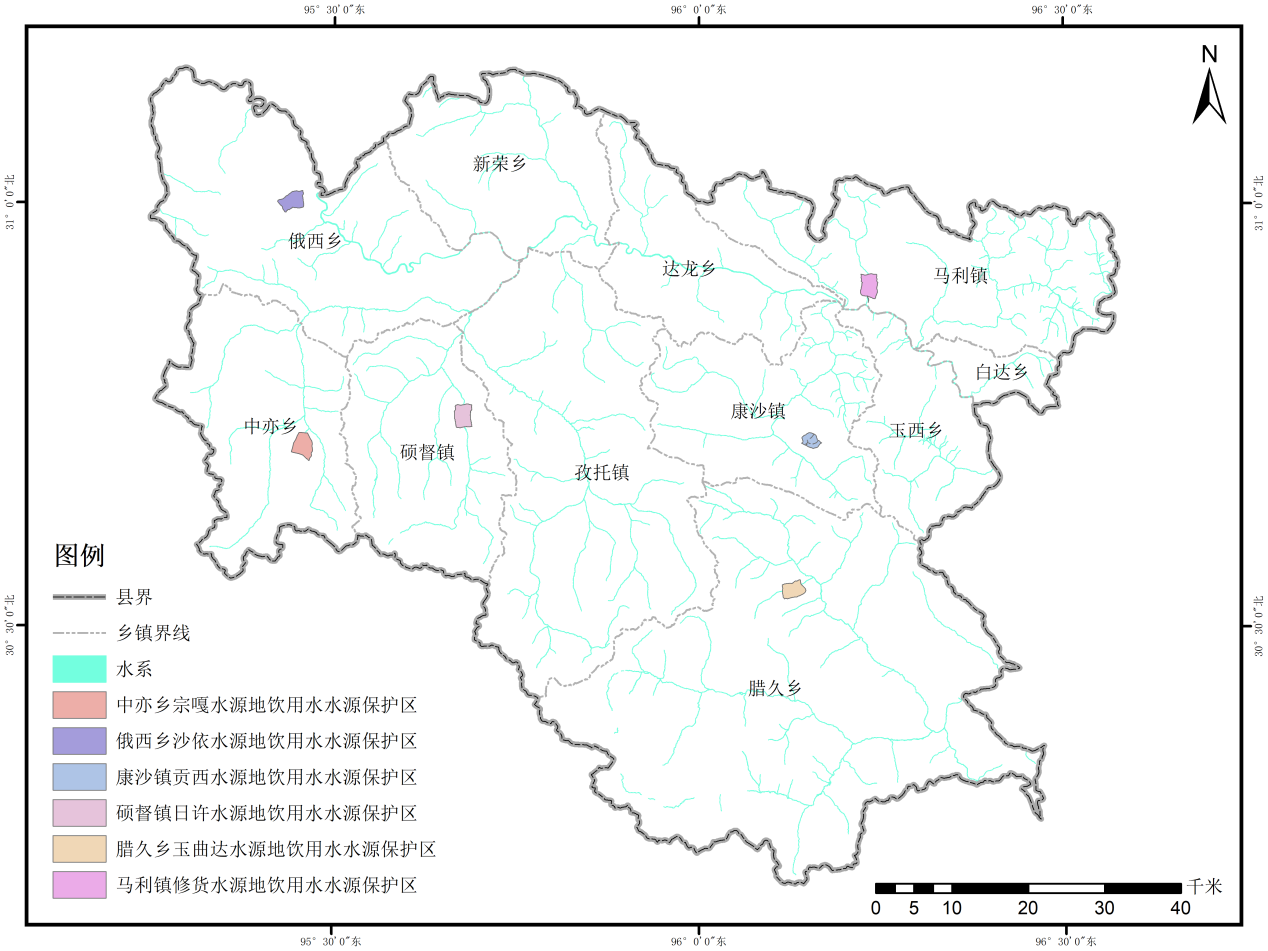 95° 30′ 0″东
96° 0′ 0″东
96° 30′ 0″东
N
31° 0′ 0″北
31° 0′ 0″北
新荣乡
俄西乡
达龙乡
马利镇
白达乡
康沙镇
中亦乡
玉西乡
硕督镇
孜托镇
图例
县界
30° 30′ 0″北
30° 30′ 0″北
乡镇界线
水系
腊久乡
中亦乡宗嘎水源地饮用水水源保护区
俄西乡沙依水源地饮用水水源保护区
康沙镇贡西水源地饮用水水源保护区
硕督镇日许水源地饮用水水源保护区
腊久乡玉曲达水源地饮用水水源保护区
马利镇修货水源地饮用水水源保护区
千米
0 5 10 20 30 40
95° 30′ 0″东
96° 0′ 0″东
96° 30′ 0″东